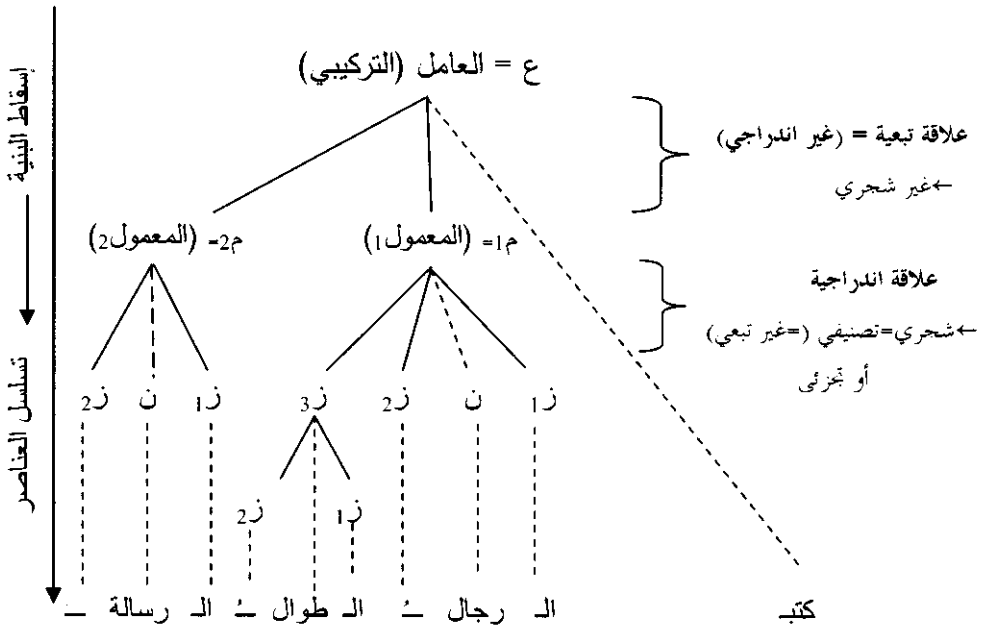 ع = العامل (التركيبي)
علاقة تبعية = (غير اندراجي)
←غير شجري
م1= (المعمول1)
م2= (المعمول2)
علاقة اندراجية
←شجري=تصنيفي (=غير تبعي)
أو تجزئى
ز1 ن ز2 ز3 ز1 ن ز2
ز1 ز2
كتبـ الـ رجال ـُ الـ طوال ـُ الـ رسالة ـَ
إسقاط البنية
تسلسل العناصر